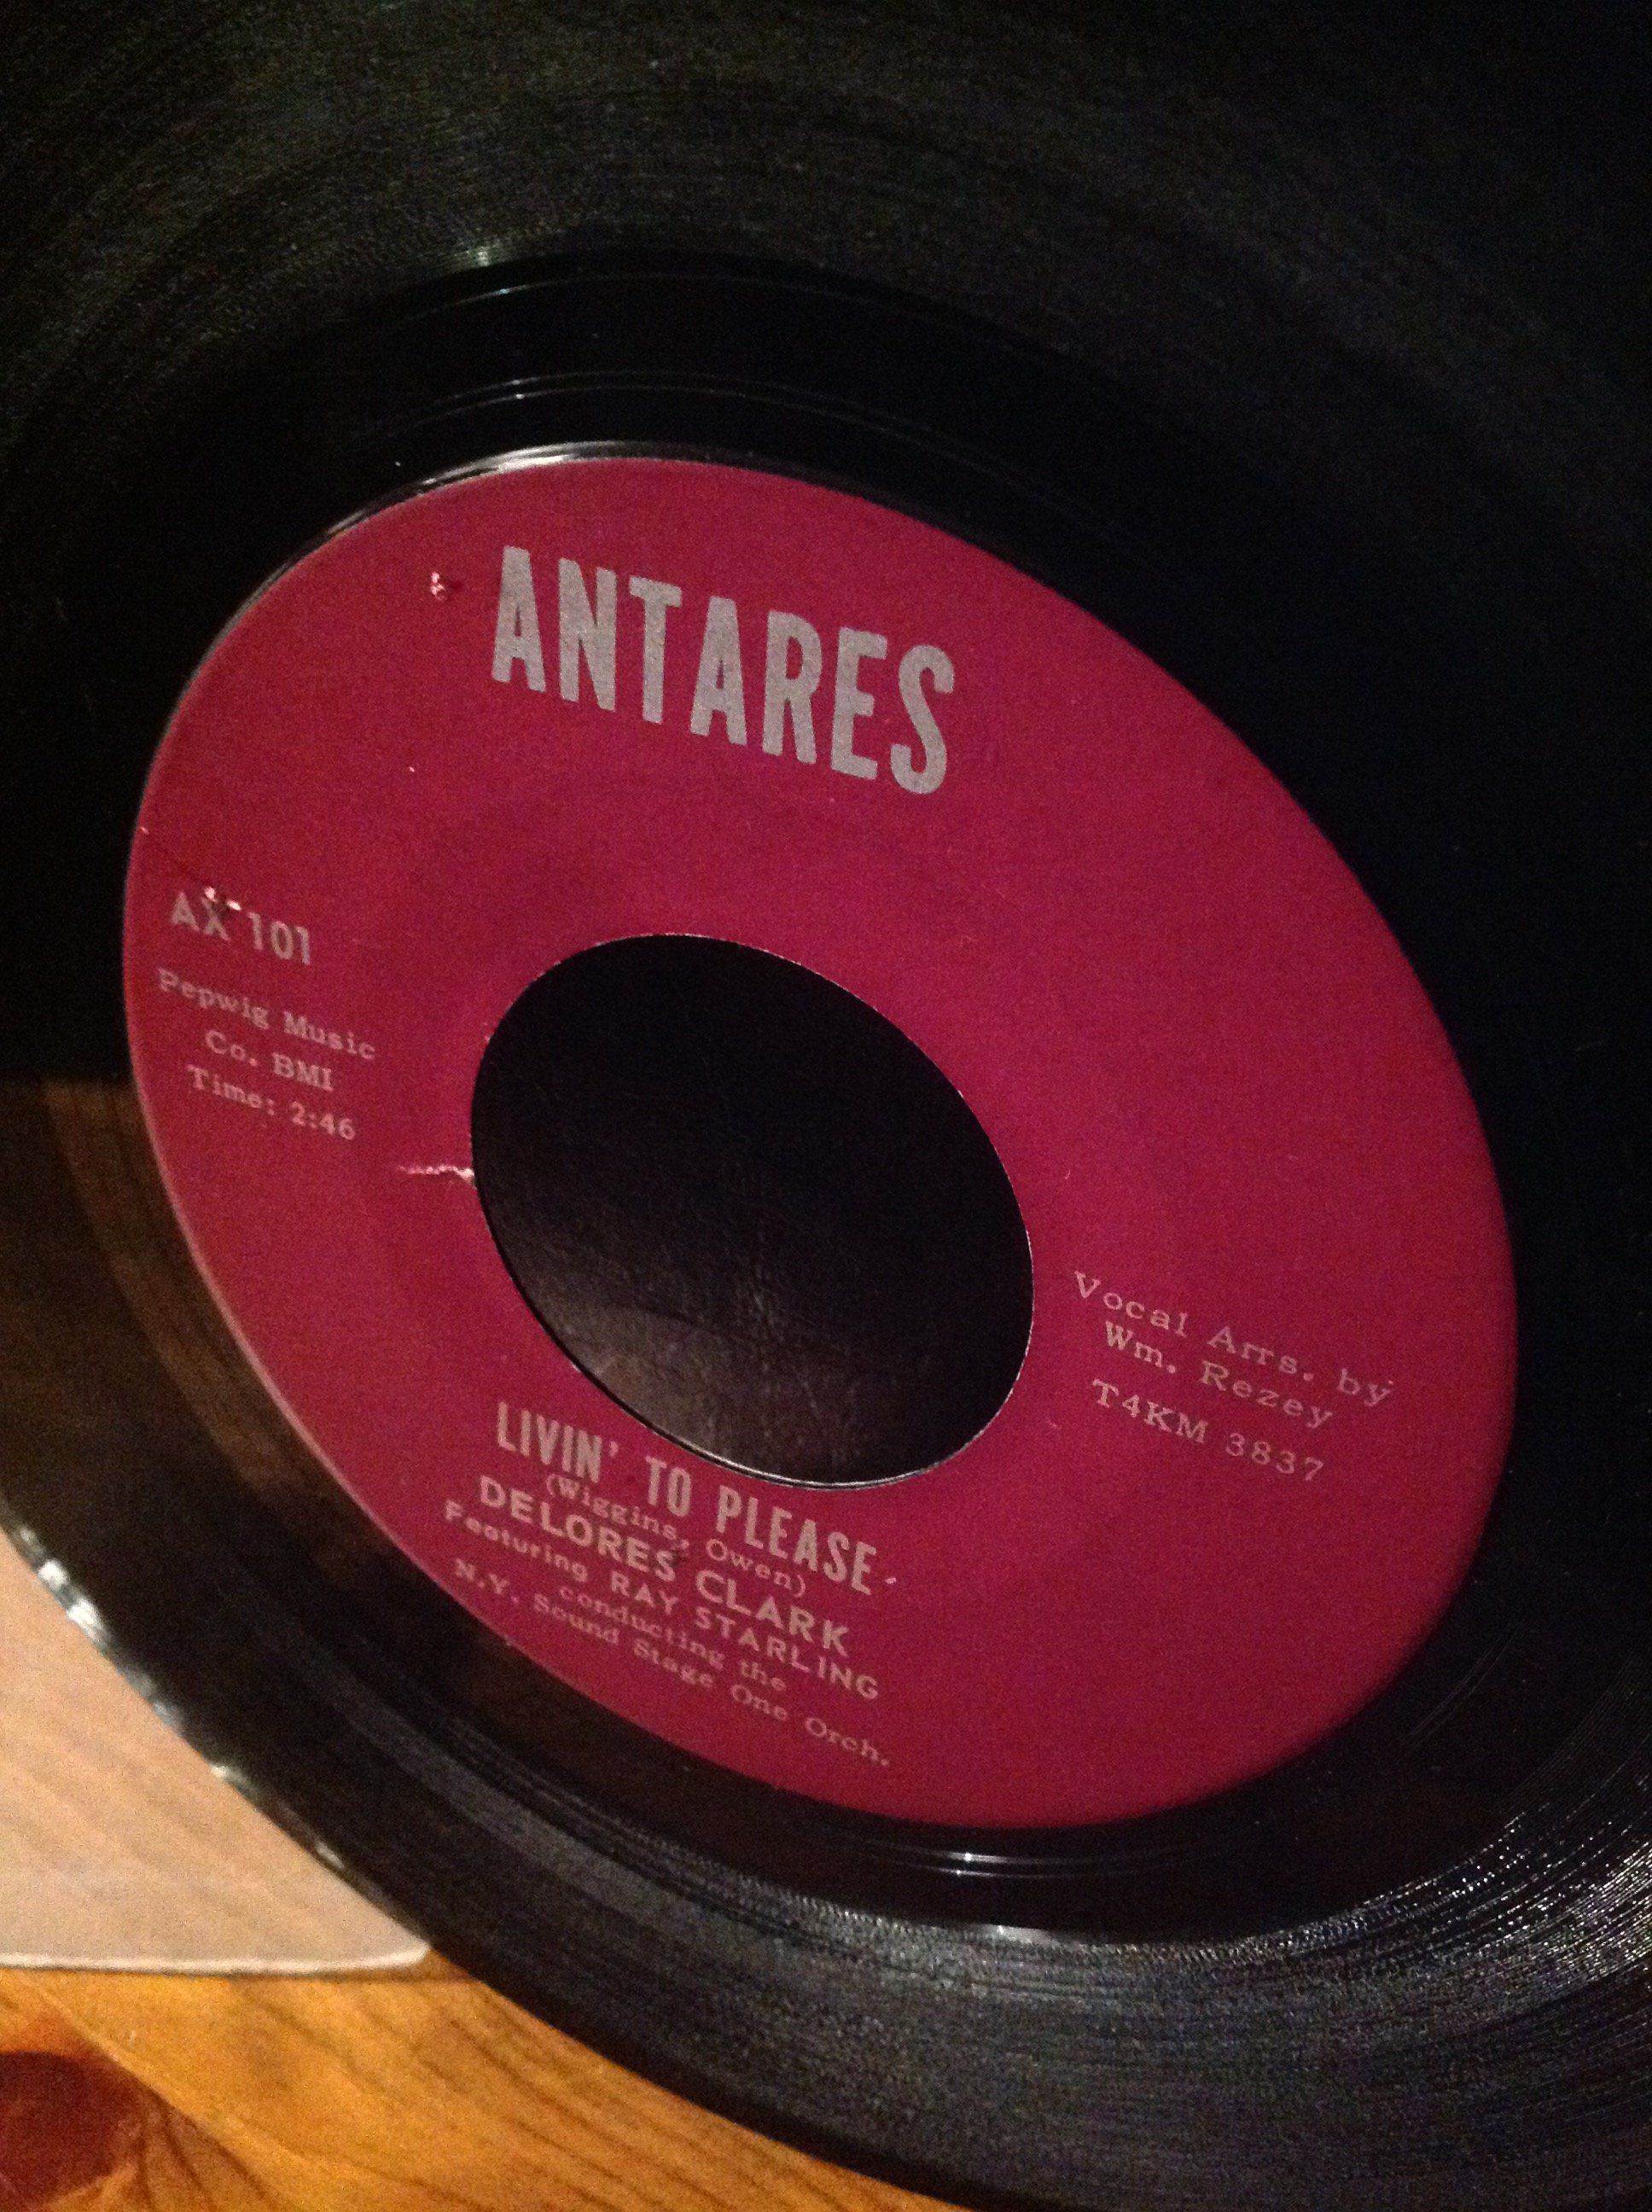 ANTARES
AX 101
Pepwig Music
Co. BMI
Time: 2:46
Vocal Arrs. by
Wm. Rezey
T4KM 3837
LIVIN' TO PLEASE
(Wiggins, Owen)
DELORES CLARK
Featuring RAY STARLING
conducting the
N.Y. Sound Stage One Orch.